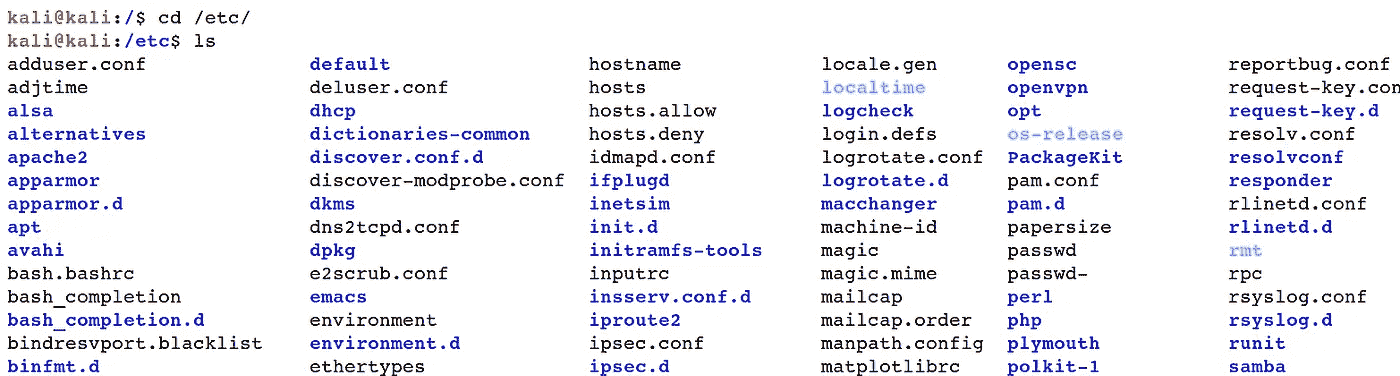 kali@kali:/$ cd /etc/
kali@kali:/etc$ ls
adduser.conf default hostname locale.gen opensc reportbug.conf
adjtime deluser.conf hosts localtime openvpn request-key.con
alsa dhcp hosts.allow logcheck opt request-key.d
alternatives dictionaries-common hosts.deny login.defs os-release resolv.conf
apache2 discover.conf.d idmapd.conf logrotate.conf PackageKit resolvconf
apparmor discover-modprobe.conf ifplugd logrotate.d pam.conf responder
apparmor.d dkms inetsim macchanger pam.d rlinetd.conf
apt dns2tcpd.conf init.d machine-id papersize rlinetd.d
avahi dpkg initramfs-tools magic passwd rmt
bash.bashrc e2scrub.conf inputrc magic.mime passwd- rpc
bash_completion emacs insserv.conf.d mailcap perl rsyslog.conf
bash_completion.d environment iproute2 mailcap.order php rsyslog.d
bindresvport.blacklist environment.d ipsec.conf manpath.config plymouth runit
binfmt.d ethertypes ipsec.d matplotlibrc polkit-1 samba